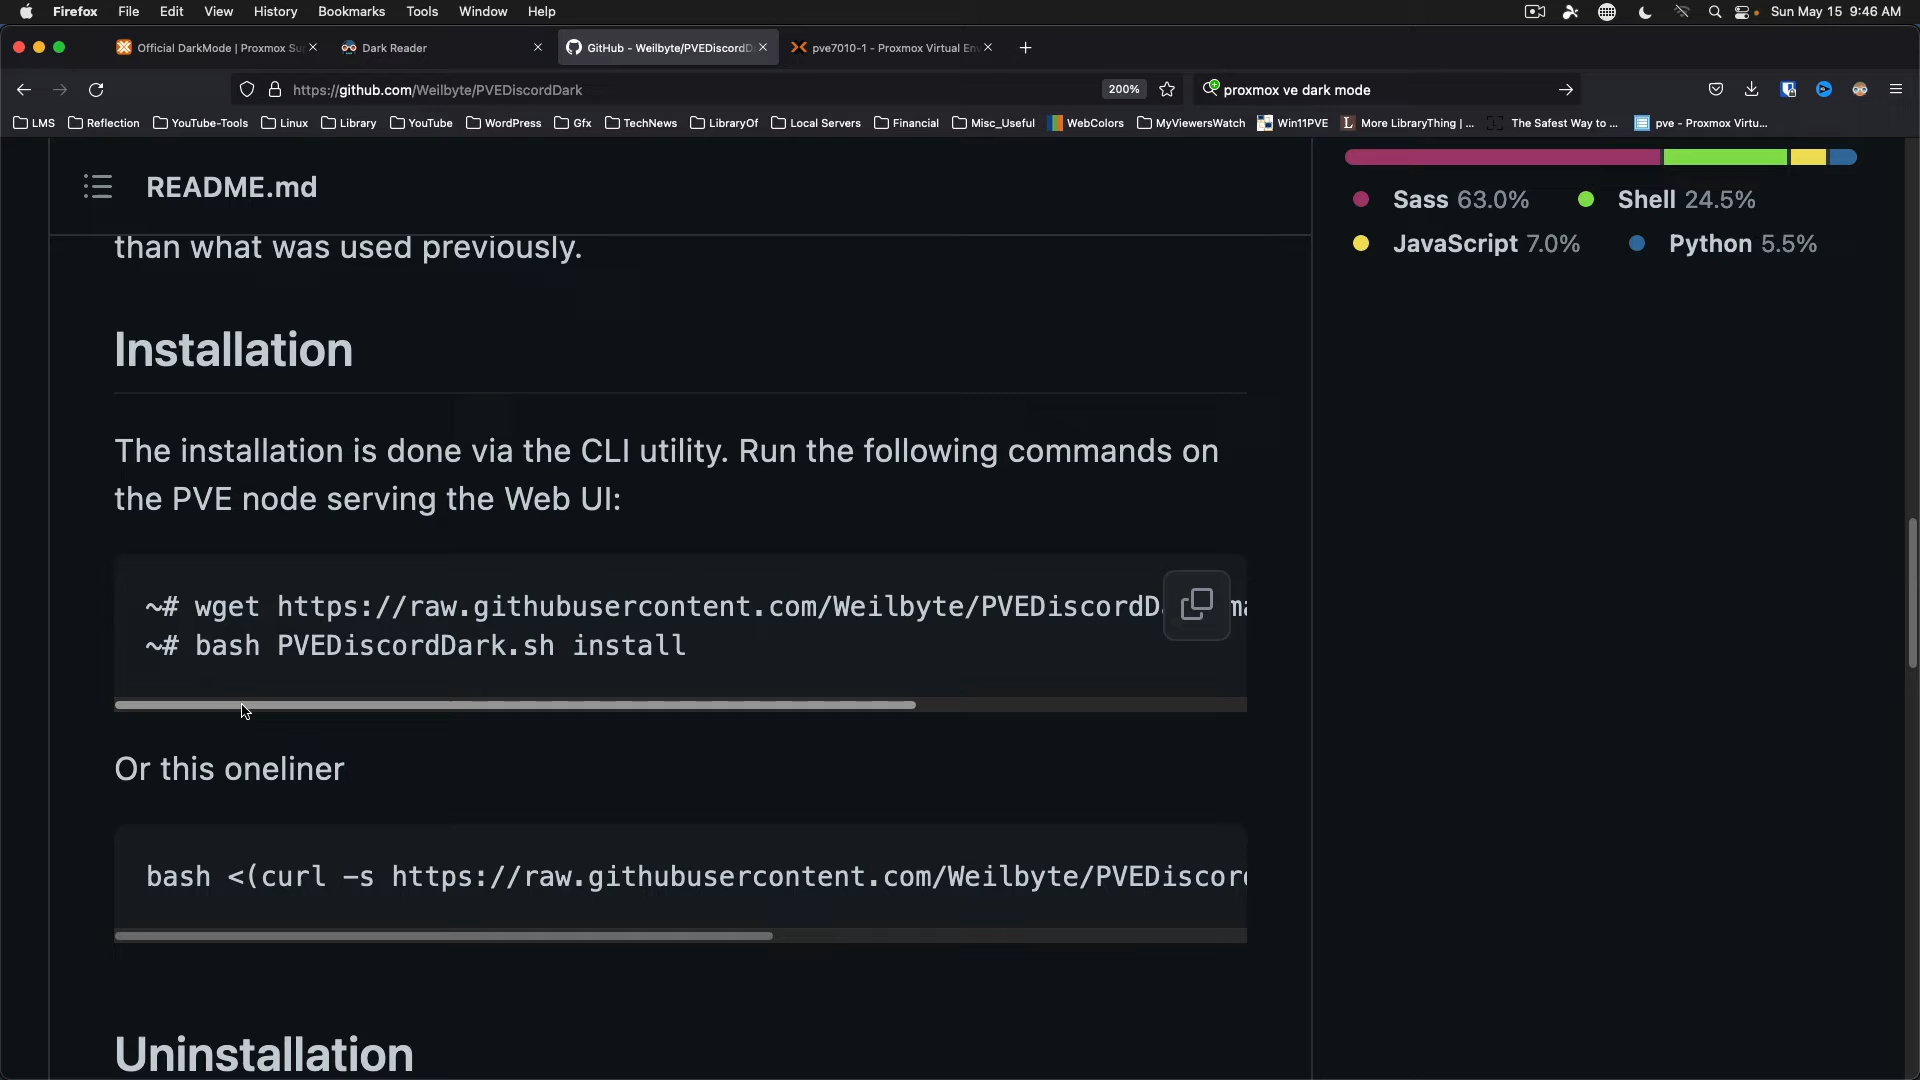 Firefox File Edit View History Bookmarks Tools Window Help Sun May 15 9:46 AM
Official DarkMode | Proxmox Su Dark Reader GitHub - Weilbyte/PVEDiscordD pve7010-1 - Proxmox Virtual En
https://github.com/Weilbyte/PVEDiscordDark 200% proxmox ve dark mode
LMS Reflection YouTube-Tools Linux Library YouTube WordPress Gfx TechNews LibraryOf Local Servers Financial Misc_Useful WebColors MyViewersWatch Win11PVE More LibraryThing | ... The Safest Way to ... pve - Proxmox Virtu...
README.md
than what was used previously.
Installation
The installation is done via the CLI utility. Run the following commands on
the PVE node serving the Web UI:
~# wget https://raw.githubusercontent.com/Weilbyte/PVEDiscordD ma
~# bash PVEDiscordDark.sh install
Or this oneliner
bash <(curl -s https://raw.githubusercontent.com/Weilbyte/PVEDiscord
Uninstallation
Sass 63.0% Shell 24.5%
JavaScript 7.0% Python 5.5%